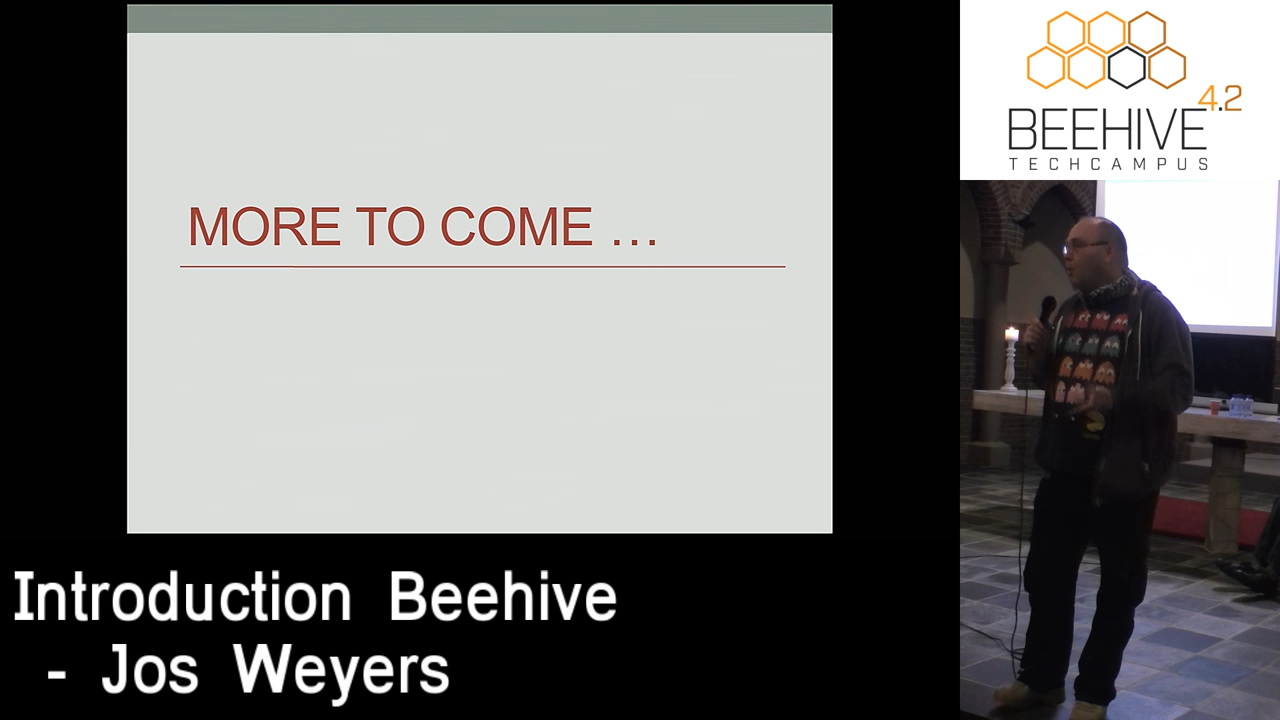 MORE TO COME ...
BEEHIVE 4.2
TECHCAMPUS
Introduction Beehive
- Jos Weyers